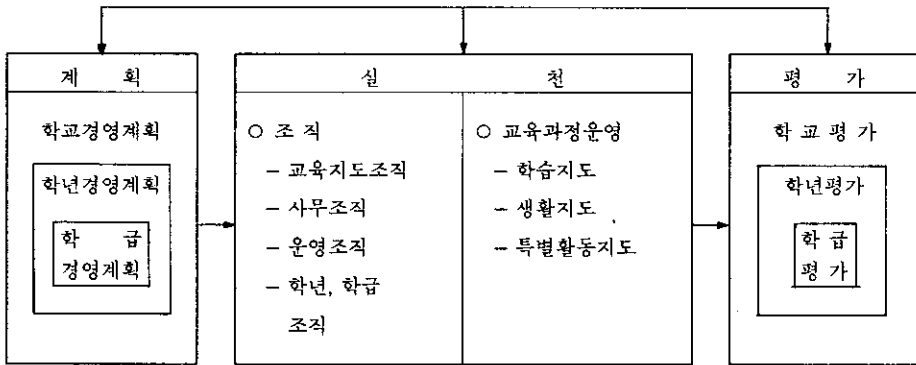 계 획
학교경영계획
학년경영계획
학 급
경영계획
실 천
○ 조 직
– 교육지도조직
– 사무조직
– 운영조직
– 학년, 학급
조직
○ 교육과정운영
– 학습지도
– 생활지도
– 특별활동지도
평 가
학 교 평 가
학년평가
학 급
평 가